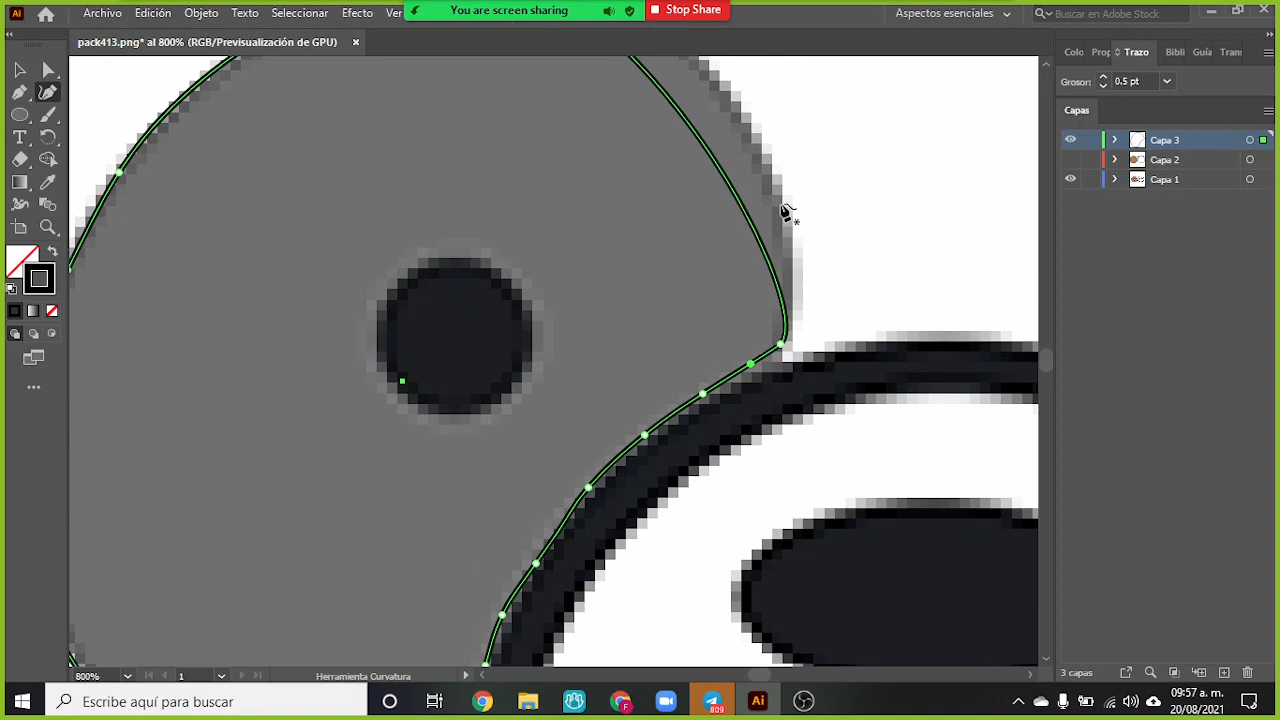 You are screen sharing
Stop Share
Archivo Edición Objeto Texto Seleccionar Efecto Ver
Aspectos esenciales
Buscar en Adobe Stock
pack413.png* al 800% (RGB/Previsualización de GPU)
Colo Prop Trazo Bibli Guía Tran
Grosor: 0.5 pt
Capas
Capa 3
Capa 2
Capa 1
800%
1
Herramienta Curvatura
3 capas
Escribe aquí para buscar
809
Ai
09:57 a. m.
20/08/2021